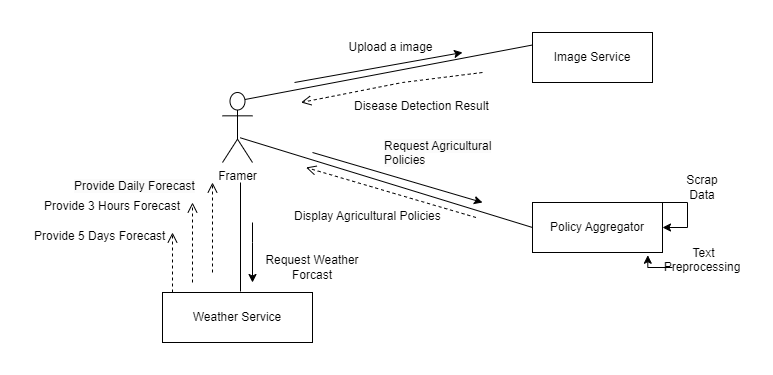 Upload a image
Image Service
Disease Detection Result
Request Agricultural
Policies
Framer
Provide Daily Forecast
Provide 3 Hours Forecast
Provide 5 Days Forecast
Display Agricultural Policies
Scrap
Data
Policy Aggregator
Text
Preprocessing
Request Weather
Forcast
Weather Service